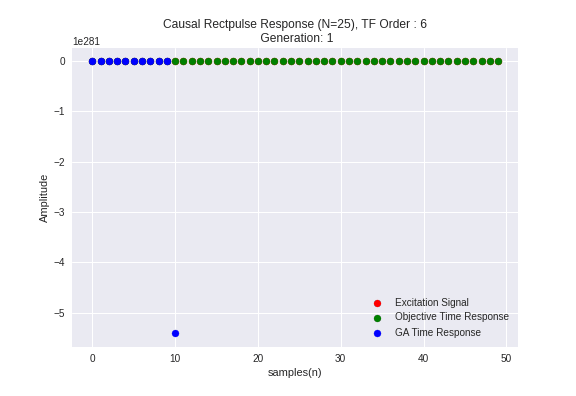 Causal Rectpulse Response (N=25), TF Order : 6
Generation: 1
1e281
0
−1
−2
−3
−4
−5
Amplitude
Excitation Signal
Objective Time Response
GA Time Response
0 10 20 30 40 50
samples(n)